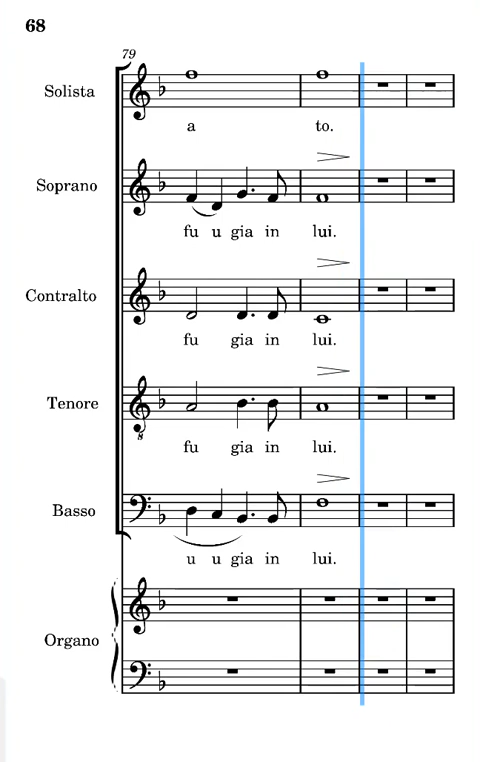 68
79
Solista
a to.
Soprano
fu u gia in lui.
Contralto
fu gia in lui.
Tenore
8
fu gia in lui.
Basso
u u gia in lui.
Organo